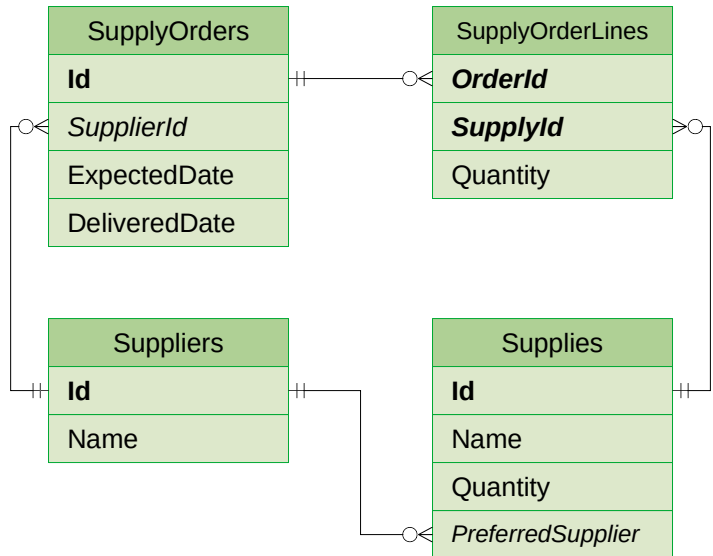 SupplyOrders
Id
SupplierId
ExpectedDate
DeliveredDate
SupplyOrderLines
OrderId
SupplyId
Quantity
Suppliers
Id
Name
Supplies
Id
Name
Quantity
PreferredSupplier